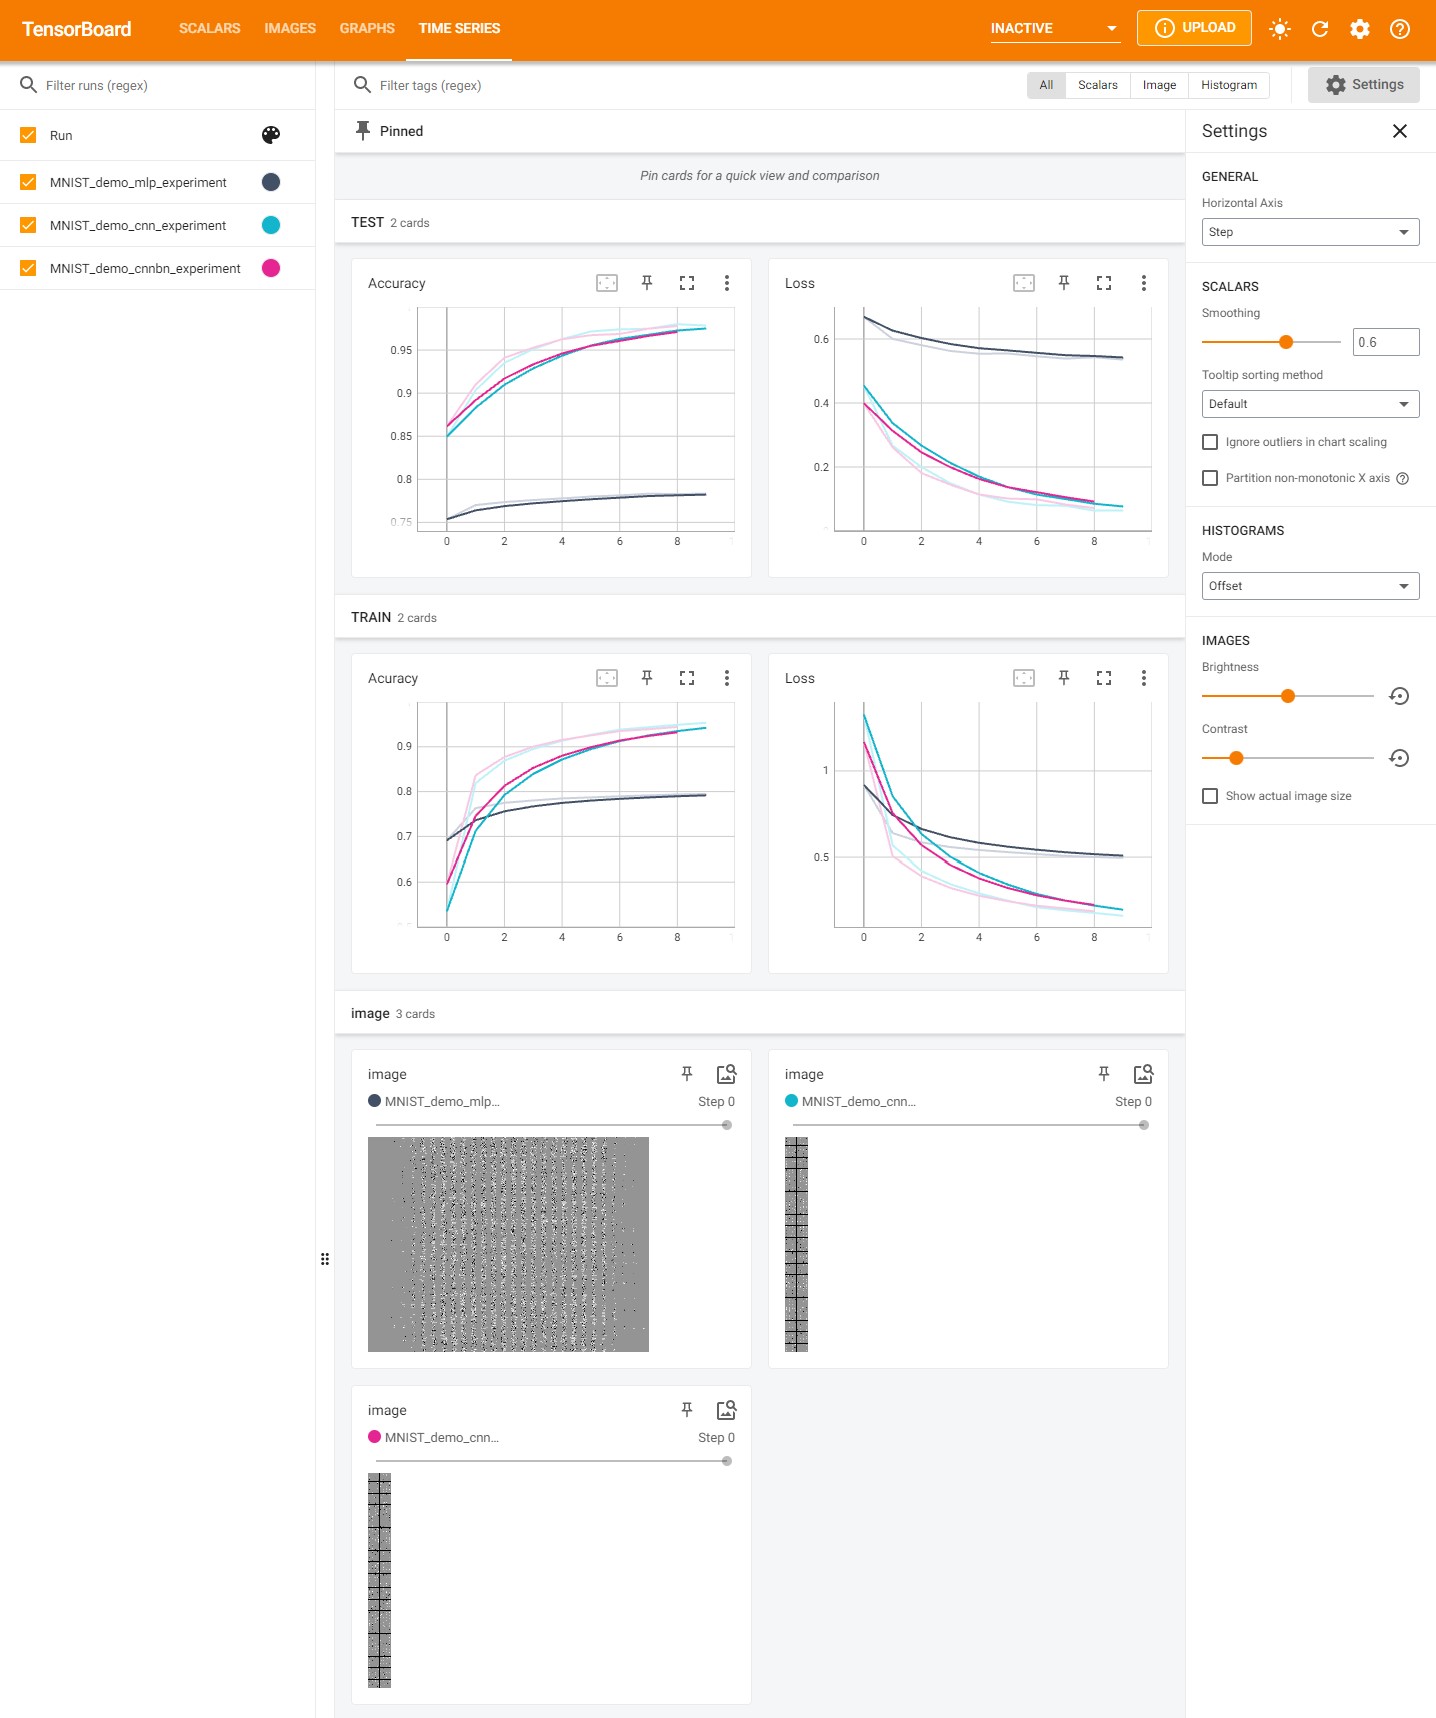 TensorBoard SCALARS IMAGES GRAPHS TIME SERIES INACTIVE UPLOAD
Filter runs (regex)
Run
MNIST_demo_mlp_experiment
MNIST_demo_cnn_experiment
MNIST_demo_cnnbn_experiment
Filter tags (regex) All Scalars Image Histogram Settings
Pinned
Pin cards for a quick view and comparison
TEST 2 cards
Accuracy
0.95
0.9
0.85
0.8
0.75
0 2 4 6 8
Loss
0.6
0.4
0.2
0 2 4 6 8
TRAIN 2 cards
Acuracy
0.9
0.8
0.7
0.6
0 2 4 6 8
Loss
1
0.5
0 2 4 6 8
image 3 cards
image
MNIST_demo_mlp... Step 0
image
MNIST_demo_cnn... Step 0
image
MNIST_demo_cnn... Step 0
Settings
GENERAL
Horizontal Axis
Step
SCALARS
Smoothing
0.6
Tooltip sorting method
Default
Ignore outliers in chart scaling
Partition non-monotonic X axis
HISTOGRAMS
Mode
Offset
IMAGES
Brightness
Contrast
Show actual image size